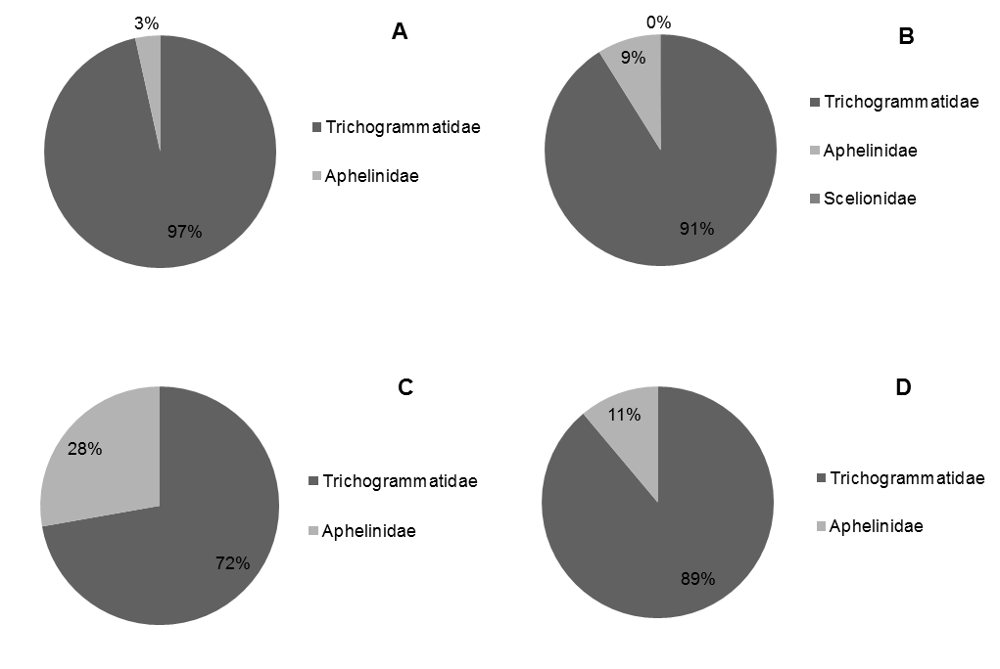 3%
A
Trichogrammatidae
Aphelinidae
97%
0%
B
9%
Trichogrammatidae
Aphelinidae
Scelionidae
91%
C
28%
Trichogrammatidae
Aphelinidae
72%
D
11%
Trichogrammatidae
Aphelinidae
89%